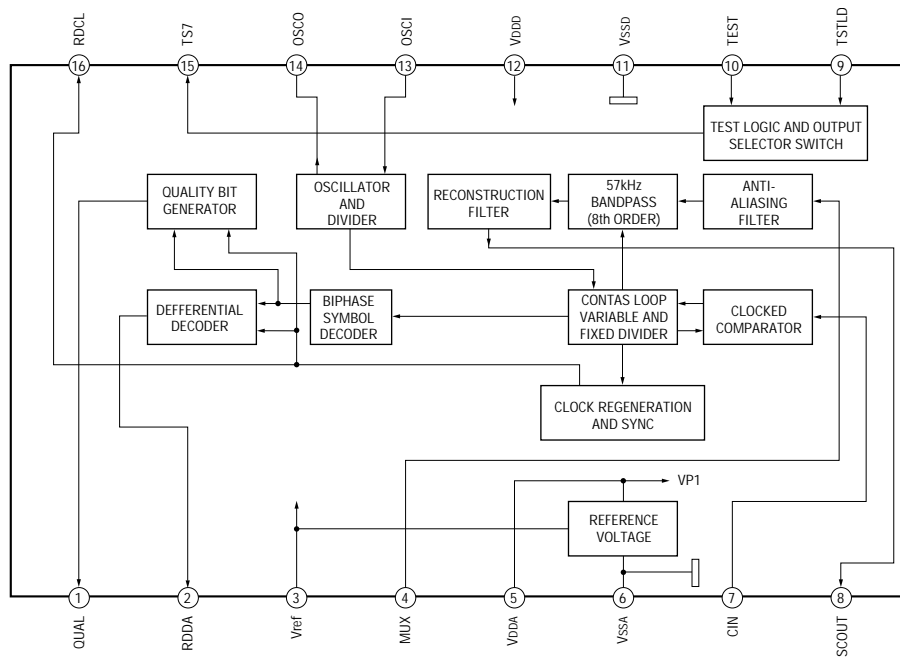 RDCL
TS7
OSCO
OSCI
VDDD
VSSD
TEST
TSTLD
16
15
14
13
12
11
10
9
TEST LOGIC AND OUTPUT
SELECTOR SWITCH
QUALITY BIT
GENERATOR
OSCILLATOR
AND
DIVIDER
RECONSTRUCTION
FILTER
57kHz
BANDPASS
(8th ORDER)
ANTI-
ALIASING
FILTER
DEFFERENTIAL
DECODER
BIPHASE
SYMBOL
DECODER
CONTAS LOOP
VARIABLE AND
FIXED DIVIDER
CLOCKED
COMPARATOR
CLOCK REGENERATION
AND SYNC
VP1
REFERENCE
VOLTAGE
1
2
3
4
5
6
7
8
QUAL
RDDA
Vref
MUX
VDDA
VSSA
CIN
SCOUT